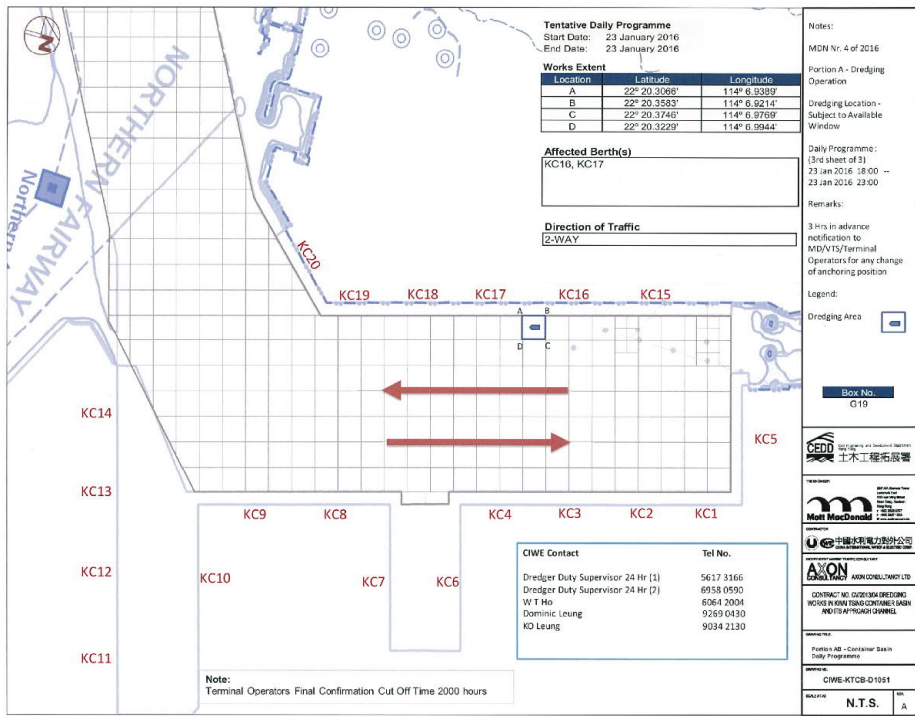 Tentative Daily Programme
Start Date: 23 January 2016
End Date: 23 January 2016
Works Extent
Location Latitude Longitude
A 22° 20.3066' 114° 6.9389'
B 22° 20.3583' 114° 6.9214'
C 22° 20.3746' 114° 6.9769'
D 22° 20.3229' 114° 6.9944'
Affected Berth(s)
KC16, KC17
Direction of Traffic
2-WAY
N
NORTHERN FAIRWAY
Northern
KC20
KC19 KC18 KC17 KC16 KC15
A B
D C
KC14
KC13
KC12
KC11
KC10
KC9 KC8
KC7 KC6
KC4 KC3 KC2 KC1
KC5
CIWE Contact Tel No.
Dredger Duty Supervisor 24 Hr (1) 5617 3166
Dredger Duty Supervisor 24 Hr (2) 6958 0590
W T Ho 6064 2004
Dominic Leung 9269 0430
KO Leung 9034 2130
Note:
Terminal Operators Final Confirmation Cut Off Time 2000 hours
Notes:
MDN Nr. 4 of 2016
Portion A - Dredging
Operation
Dredging Location -
Subject to Available
Window
Daily Programme:
(3rd sheet of 3)
23 Jan 2016 18:00 --
23 Jan 2016 23:00
Remarks:
3 Hrs in advance
notification to
MD/VTS/Terminal
Operators for any change
of anchoring position
Legend:
Dredging Area
Box No.
G19
CEDD
土木工程拓展署
Mott MacDonald
CONTRACTOR
中國水利電力對外公司
AXON
CONSULTANCY AXON CONSULTANCY LTD
CONTRACT NO. CV/2013/04 DREDGING
WORKS IN KWAI TSING CONTAINER BASIN
AND ITS APPROACH CHANNEL
DRAWING TITLE
Portion AB - Container Basin
Daily Programme
DRAWING NO.
CIWE-KTCB-D1051
N.T.S.
A